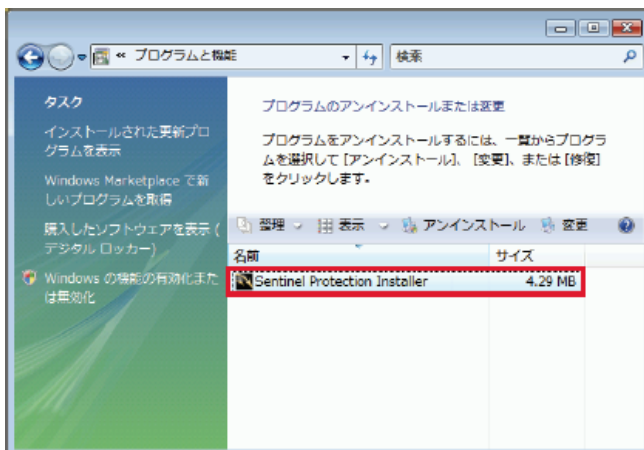 « プログラムと機能
検索
タスク
インストールされた更新プロ
グラムを表示
Windows Marketplace で新
しいプログラムを取得
購入したソフトウェアを表示 (
デジタル ロッカー)
Windows の機能の有効化また
は無効化
プログラムのアンインストールまたは変更
プログラムをアンインストールするには、一覧からプログラ
ムを選択して [アンインストール]、[変更]、または [修復]
をクリックします。
整理 表示 アンインストール 変更
名前 サイズ
Sentinel Protection Installer 4.29 MB